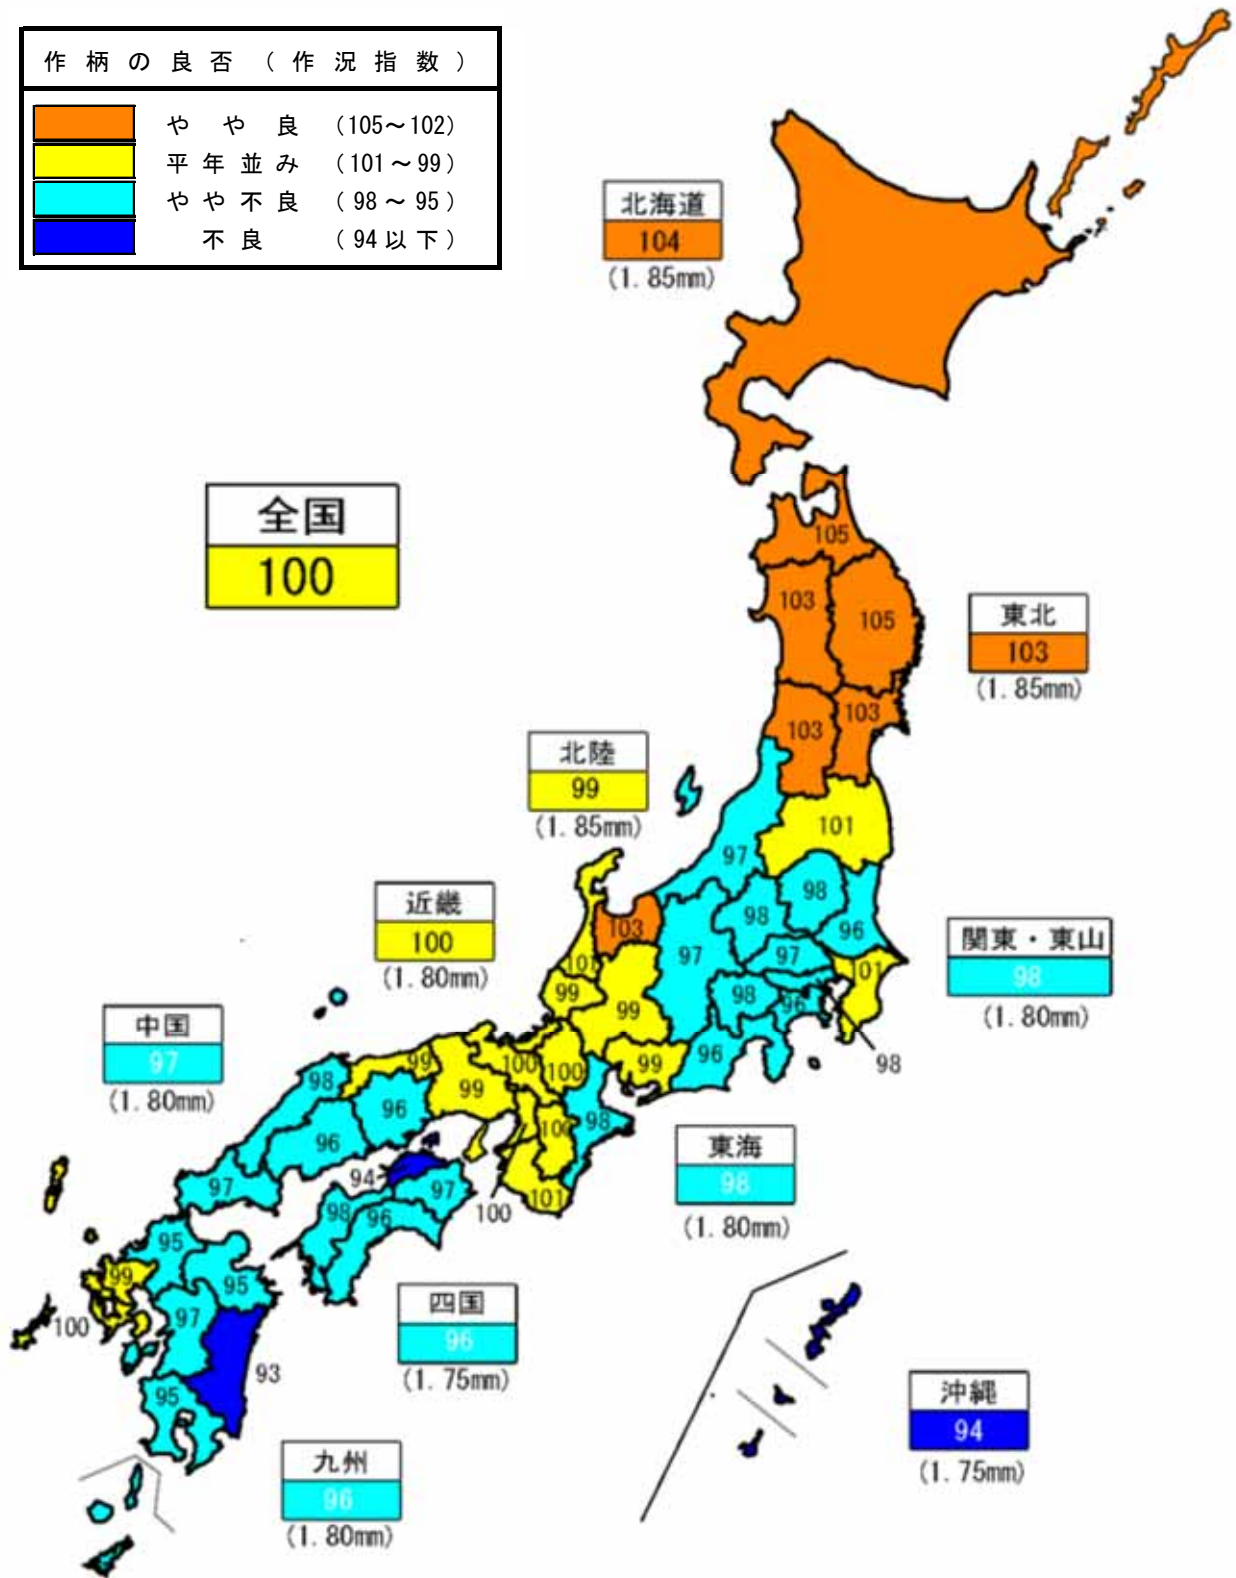 作柄の良否（作況指数）
やや良（105～102）
平年並み（101～99）
やや不良（98～95）
不良（94以下）
北海道
104
(1.85mm)
全国
100
105
103
105
東北
103
(1.85mm)
103
103
北陸
99
(1.85mm)
101
97
98
近畿
100
(1.80mm)
98
96
関東・東山
98
(1.80mm)
103
97
97
101
101
99
98
96
99
中国
97
(1.80mm)
98
99
100
100
99
96
98
99
96
96
98
100
東海
98
(1.80mm)
94
97
97
101
100
98
96
95
99
95
四国
96
(1.75mm)
97
100
93
95
沖縄
94
(1.75mm)
九州
96
(1.80mm)